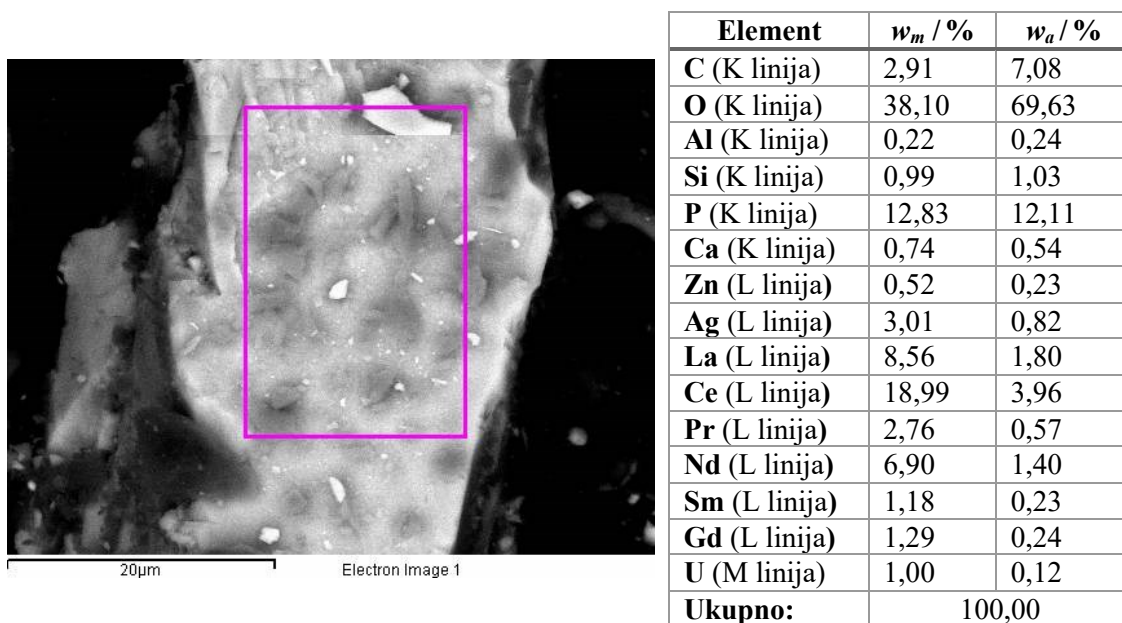 20µm
Electron Image 1
Element wₘ / % wₐ / %
C (K linija) 2,91 7,08
O (K linija) 38,10 69,63
Al (K linija) 0,22 0,24
Si (K linija) 0,99 1,03
P (K linija) 12,83 12,11
Ca (K linija) 0,74 0,54
Zn (L linija) 0,52 0,23
Ag (L linija) 3,01 0,82
La (L linija) 8,56 1,80
Ce (L linija) 18,99 3,96
Pr (L linija) 2,76 0,57
Nd (L linija) 6,90 1,40
Sm (L linija) 1,18 0,23
Gd (L linija) 1,29 0,24
U (M linija) 1,00 0,12
Ukupno: 100,00